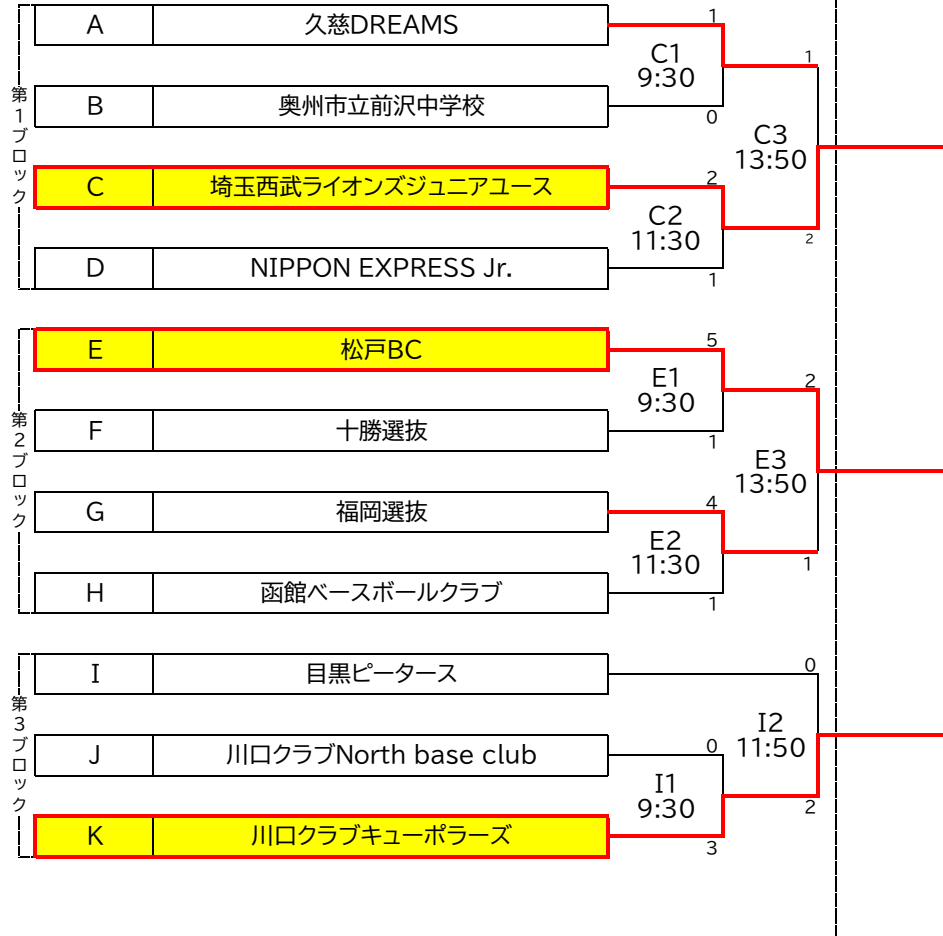 第1ブロック
A 久慈DREAMS
B 奥州市立前沢中学校
C 埼玉西武ライオンズジュニアユース
D NIPPON EXPRESS Jr.
1
C1
9:30
0
2
C2
11:30
1
1
C3
13:50
2
第2ブロック
E 松戸BC
F 十勝選抜
G 福岡選抜
H 函館ベースボールクラブ
5
E1
9:30
1
4
E2
11:30
1
2
E3
13:50
1
第3ブロック
I 目黒ピータース
J 川口クラブNorth base club
K 川口クラブキューポラーズ
0
I1
9:30
3
0
I2
11:50
2